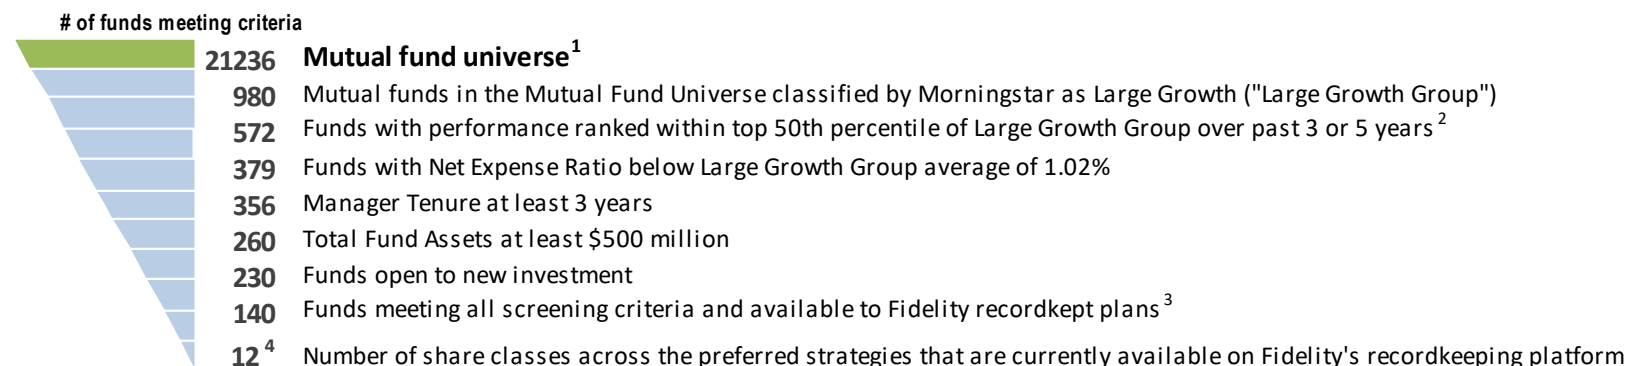 # of funds meeting criteria
21236 Mutual fund universe1
980 Mutual funds in the Mutual Fund Universe classified by Morningstar as Large Growth ("Large Growth Group")
572 Funds with performance ranked within top 50th percentile of Large Growth Group over past 3 or 5 years 2
379 Funds with Net Expense Ratio below Large Growth Group average of 1.02%
356 Manager Tenure at least 3 years
260 Total Fund Assets at least $500 million
230 Funds open to new investment
140 Funds meeting all screening criteria and available to Fidelity recordkept plans 3
12 4 Number of share classes across the preferred strategies that are currently available on Fidelity's recordkeeping platform